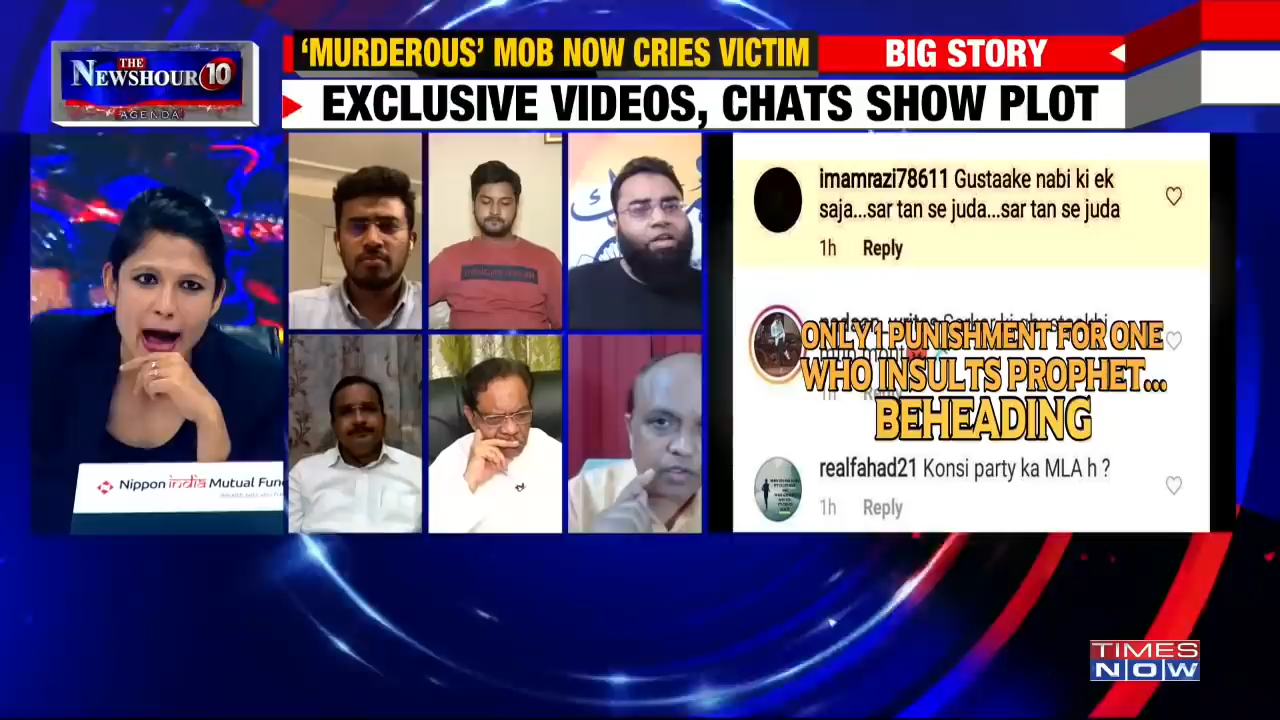 THE
NEWSHOUR 10
AGENDA
‘MURDEROUS’ MOB NOW CRIES VICTIM
BIG STORY
EXCLUSIVE VIDEOS, CHATS SHOW PLOT
imamrazi78611 Gustaake nabi ki ek
saja...sar tan se juda...sar tan se juda
1h Reply
ONLY 1 PUNISHMENT FOR ONE
WHO INSULTS PROPHET...
BEHEADING
1h Reply
realfahad21 Konsi party ka MLA h ?
1h Reply
Nippon india Mutual Fund
TIMES
NOW